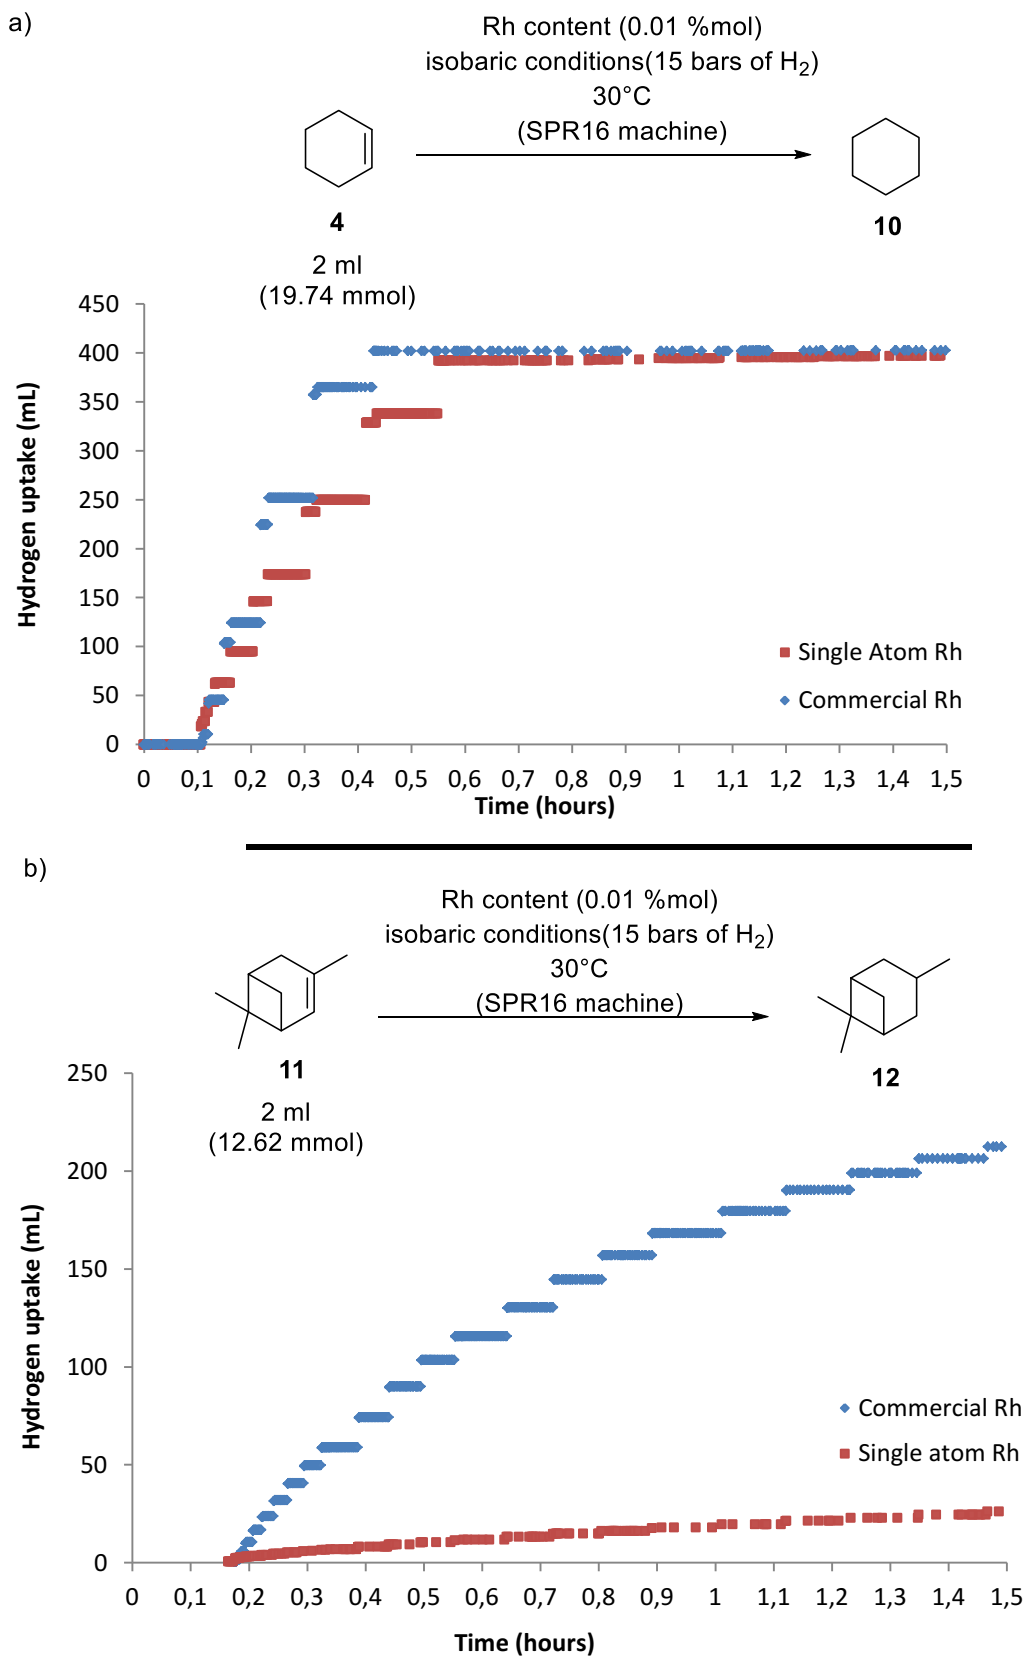 a)
Rh content (0.01 %mol)
isobaric conditions(15 bars of H2)
30°C
(SPR16 machine)
4
10
2 ml
(19.74 mmol)
450
400
350
300
250
200
150
100
50
0
Hydrogen uptake (mL)
Single Atom Rh
Commercial Rh
0 0,1 0,2 0,3 0,4 0,5 0,6 0,7 0,8 0,9 1 1,1 1,2 1,3 1,4 1,5
Time (hours)
b)
Rh content (0.01 %mol)
isobaric conditions(15 bars of H2)
30°C
(SPR16 machine)
11
12
2 ml
(12.62 mmol)
250
200
150
100
50
0
Hydrogen uptake (mL)
Commercial Rh
Single atom Rh
0 0,1 0,2 0,3 0,4 0,5 0,6 0,7 0,8 0,9 1 1,1 1,2 1,3 1,4 1,5
Time (hours)